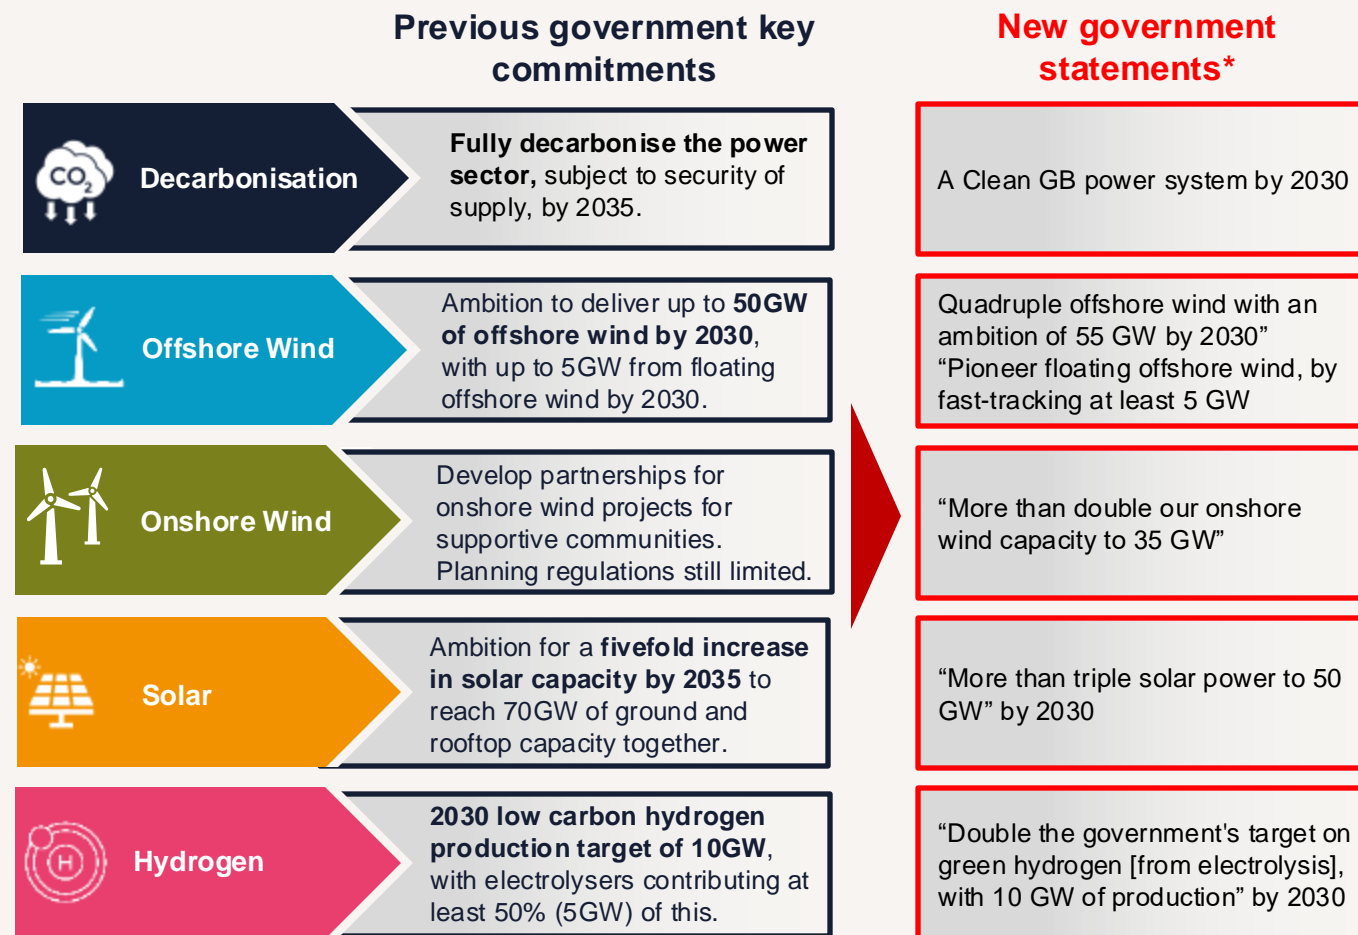 Previous government key
commitments
New government
statements*
CO2
Decarbonisation
Fully decarbonise the power
sector, subject to security of
supply, by 2035.
A Clean GB power system by 2030
Offshore Wind
Ambition to deliver up to 50GW
of offshore wind by 2030,
with up to 5GW from floating
offshore wind by 2030.
Quadruple offshore wind with an
ambition of 55 GW by 2030”
“Pioneer floating offshore wind, by
fast-tracking at least 5 GW
Onshore Wind
Develop partnerships for
onshore wind projects for
supportive communities.
Planning regulations still limited.
“More than double our onshore
wind capacity to 35 GW”
Solar
Ambition for a fivefold increase
in solar capacity by 2035 to
reach 70GW of ground and
rooftop capacity together.
“More than triple solar power to 50
GW” by 2030
H
Hydrogen
2030 low carbon hydrogen
production target of 10GW,
with electrolysers contributing at
least 50% (5GW) of this.
“Double the government's target on
green hydrogen [from electrolysis],
with 10 GW of production” by 2030